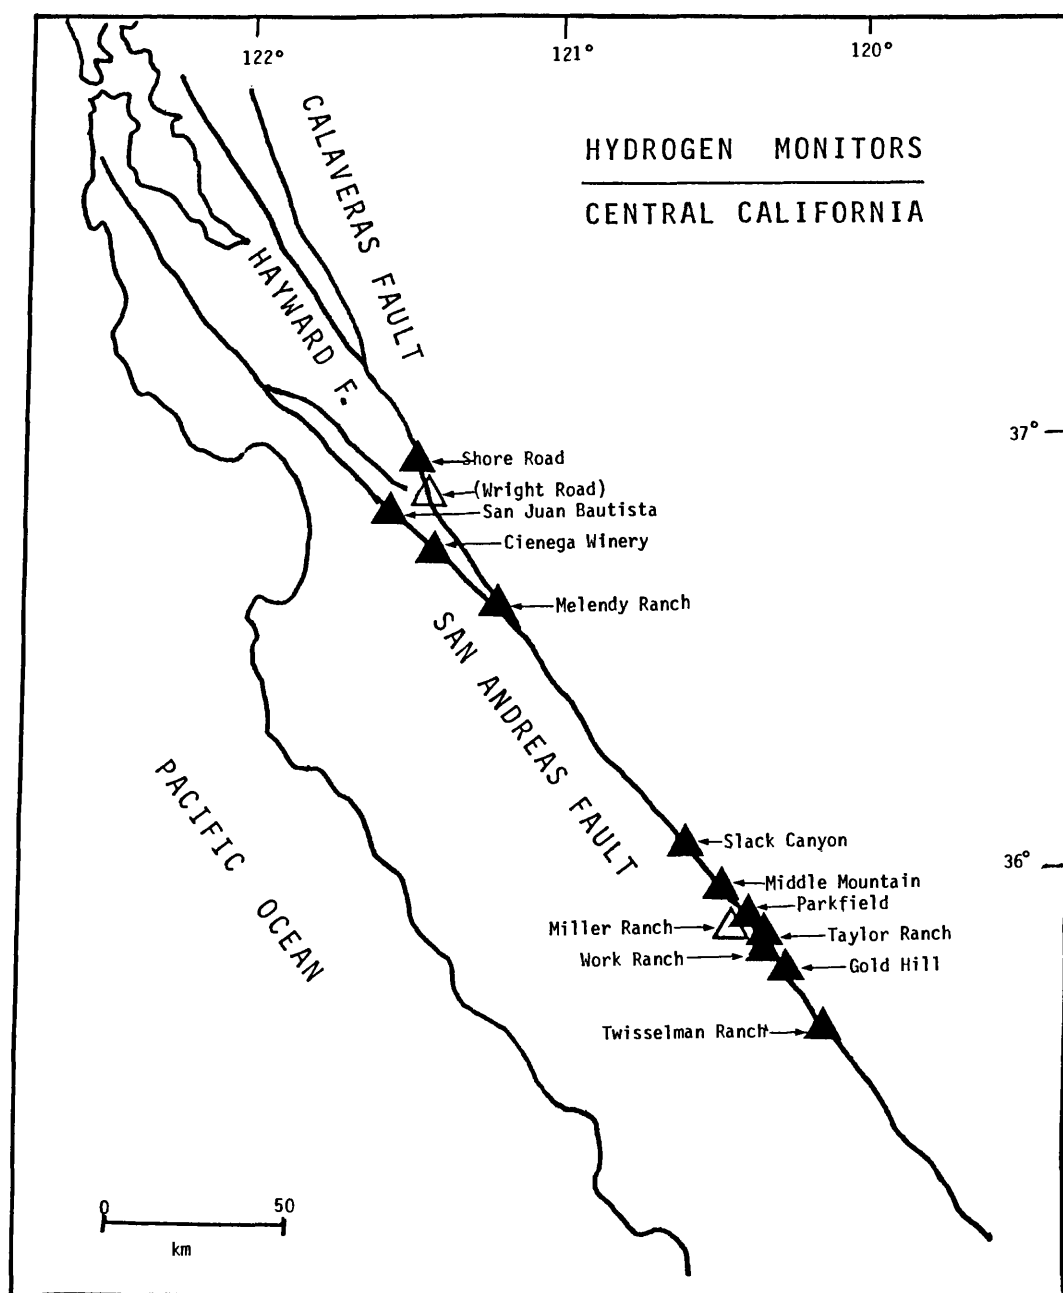 122°
121°
120°
HYDROGEN MONITORS
CENTRAL CALIFORNIA
CALAVERAS FAULT
HAYWARD F.
37°
Shore Road
(Wright Road)
San Juan Bautista
Cienega Winery
Melendy Ranch
SAN ANDREAS FAULT
PACIFIC OCEAN
Slack Canyon
36°
Middle Mountain
Parkfield
Miller Ranch
Taylor Ranch
Work Ranch
Gold Hill
Twisselman Ranch
0 50
km